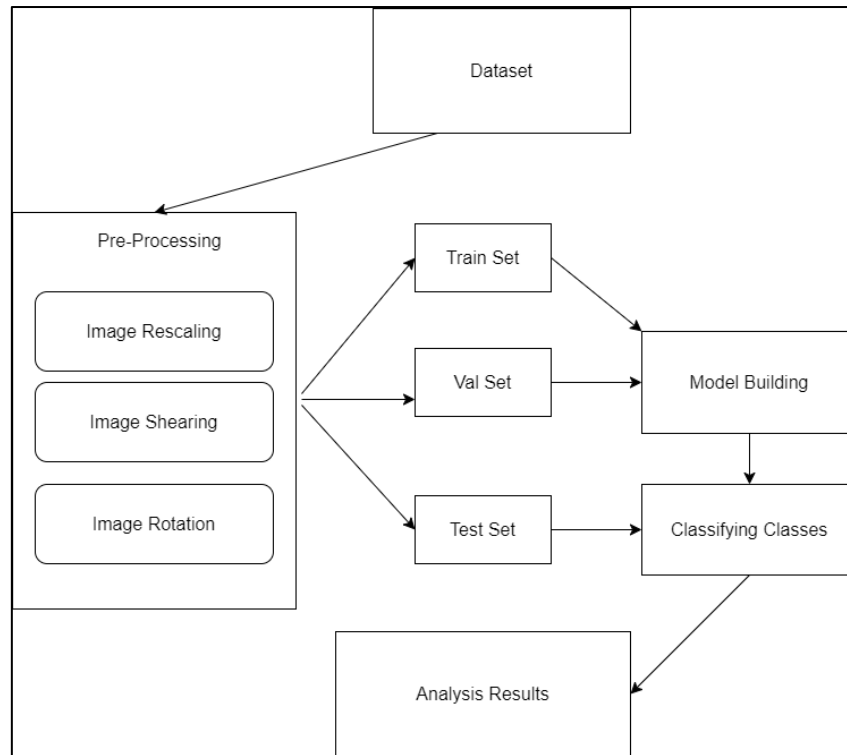 Dataset
Pre-Processing
Image Rescaling
Image Shearing
Image Rotation
Train Set
Val Set
Test Set
Model Building
Classifying Classes
Analysis Results